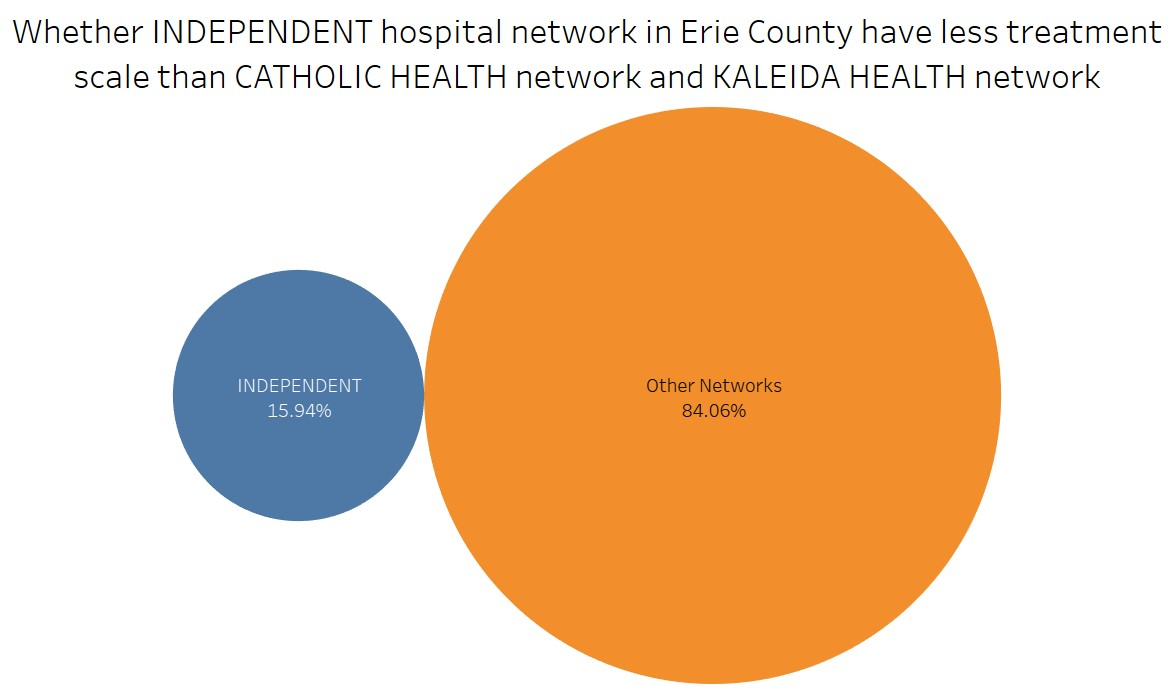 Whether INDEPENDENT hospital network in Erie County have less treatment
scale than CATHOLIC HEALTH network and KALEIDA HEALTH network
INDEPENDENT
15.94%
Other Networks
84.06%